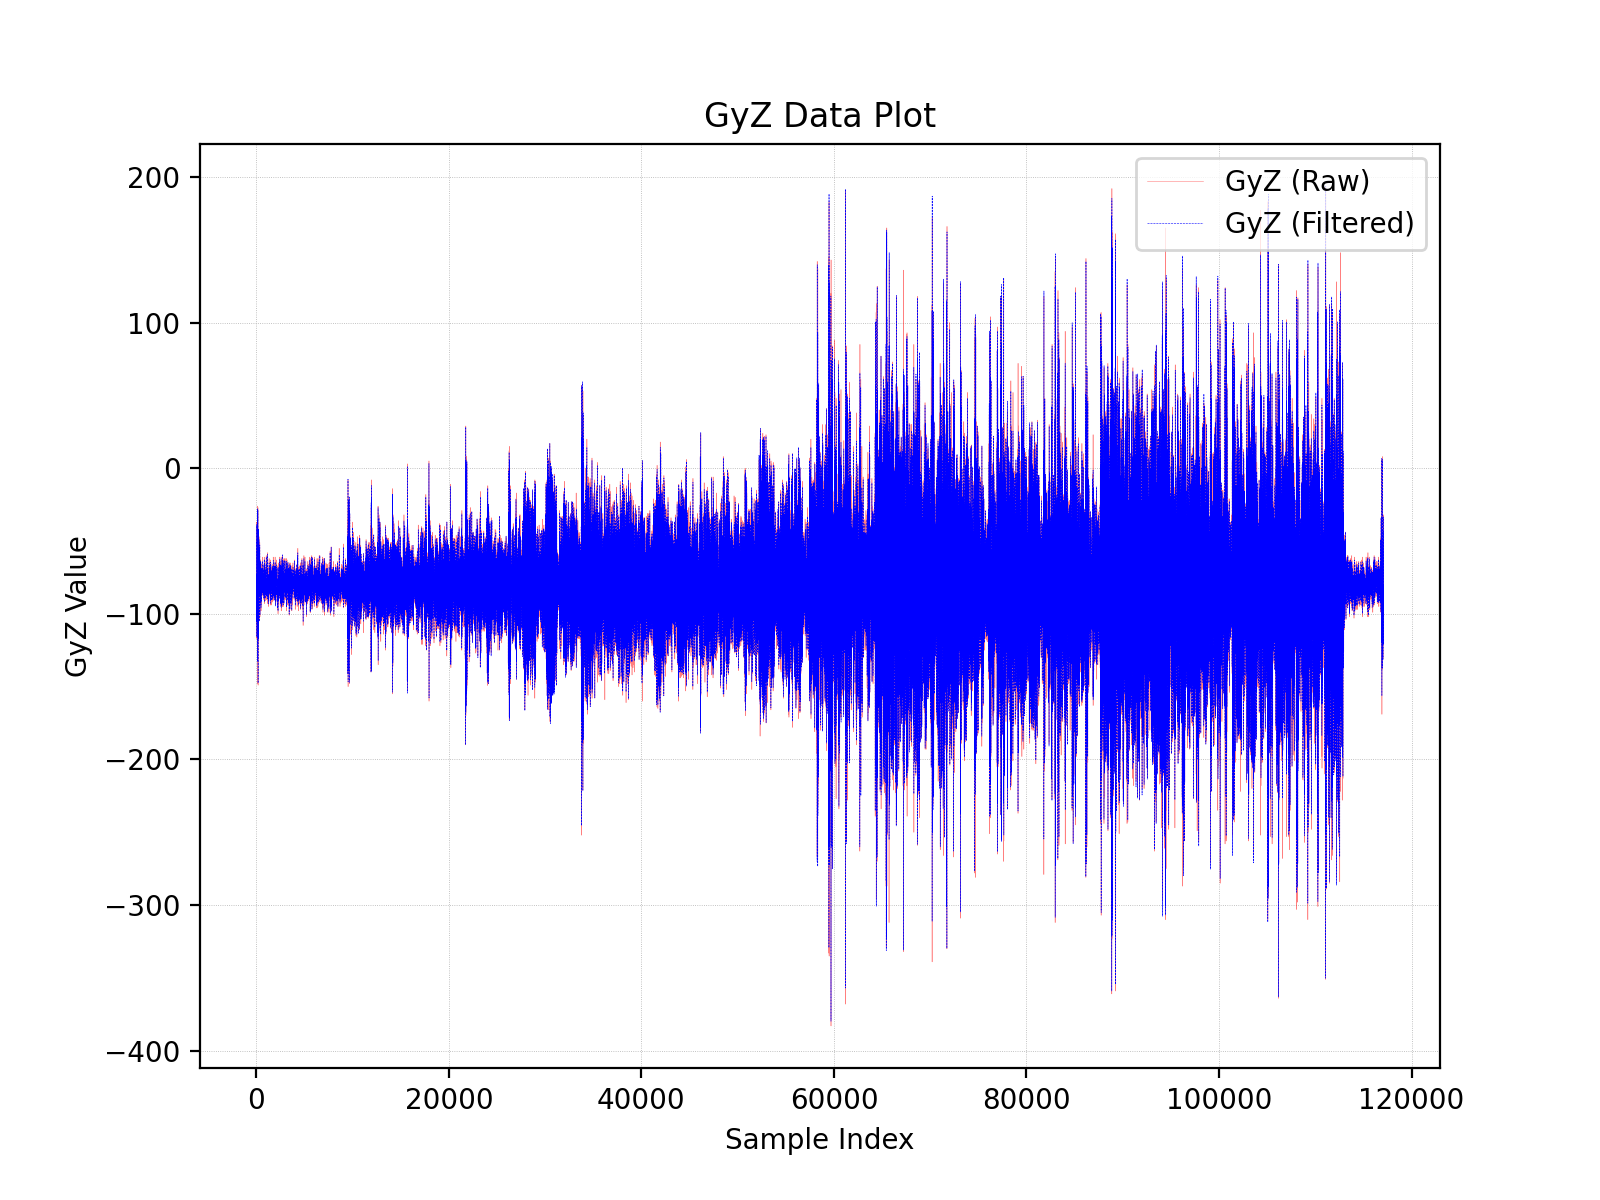 GyZ Data Plot
GyZ (Raw)
GyZ (Filtered)
200
100
0
−100
−200
−300
−400
GyZ Value
0 20000 40000 60000 80000 100000 120000
Sample Index